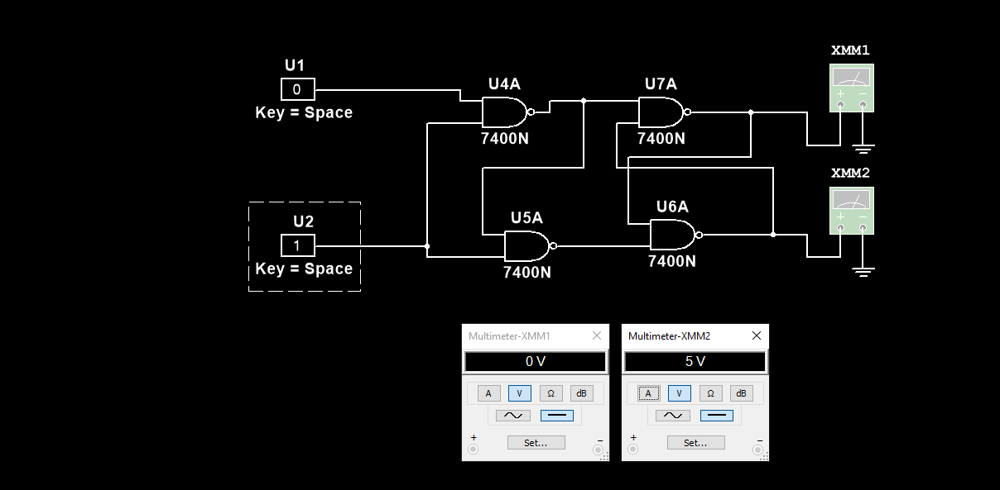 XMM1
U1
0
Key = Space
U4A
7400N
U7A
7400N
+ −
XMM2
U2
1
Key = Space
U5A
7400N
U6A
7400N
+ −
Multimeter-XMM1
0 V
A V Ω dB
+ −
Set...
Multimeter-XMM2
5 V
A V Ω dB
+ −
Set...